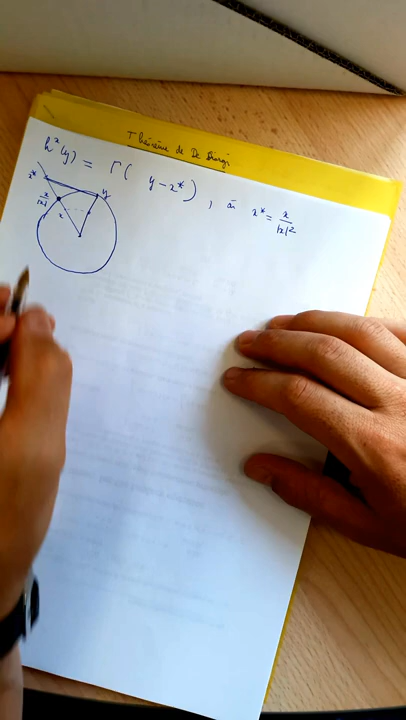 Théorème de De Giorgi
h^x(y) = Γ( y - x* ) , où x* = x/|x|²
x*
y
x/|x|
x